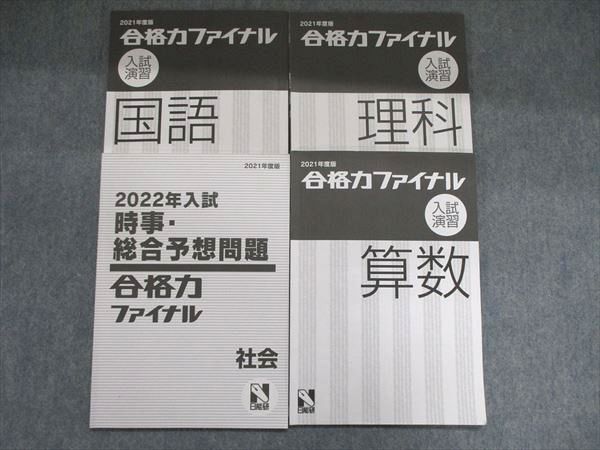 2021年度版
合格力ファイナル
入試
演習
国語
2021年度版
合格力ファイナル
入試
演習
理科
2021年度版
2022年入試
時事・
総合予想問題
合格力
ファイナル
社会
N
日能研
2021年度版
合格力ファイナル
入試
演習
算数
N
日能研